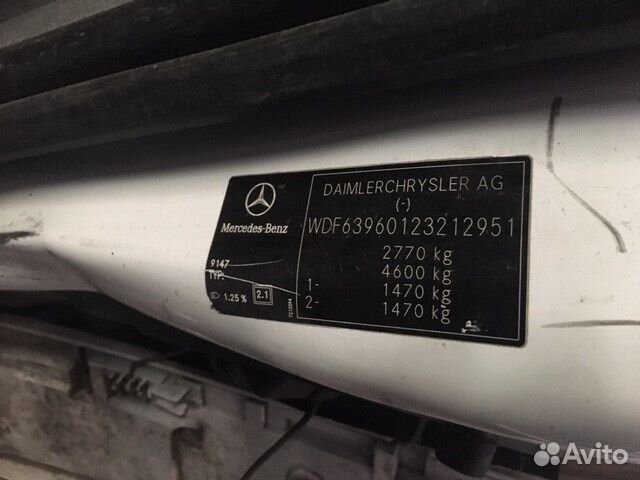 DAIMLERCHRYSLER AG
(-)
Mercedes-Benz
WDF63960123212951
2770 kg
4600 kg
1- 1470 kg
2- 1470 kg
9147
TYP:
1.25 %
2.1
Avito